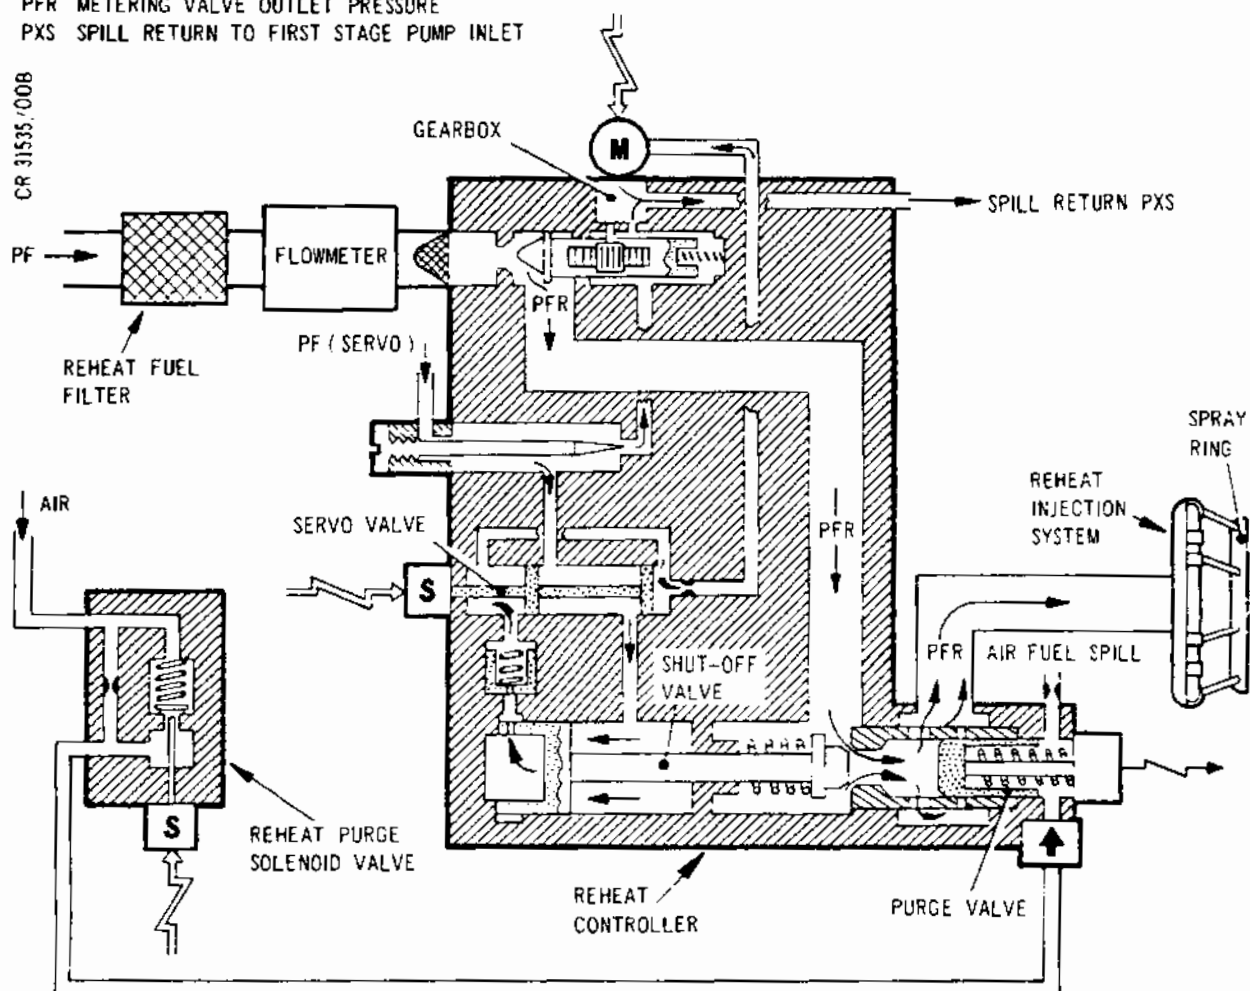 PFR METERING VALVE OUTLET PRESSURE
PXS SPILL RETURN TO FIRST STAGE PUMP INLET
CR 31535/00B
GEARBOX
M
SPILL RETURN PXS
PF
FLOWMETER
PFR
PF (SERVO)
REHEAT FUEL
FILTER
SPRAY
RING
REHEAT
INJECTION
SYSTEM
AIR
SERVO VALVE
PFR
S
SHUT-OFF
VALVE
PFR
AIR FUEL SPILL
S
REHEAT PURGE
SOLENOID VALVE
REHEAT
CONTROLLER
PURGE VALVE